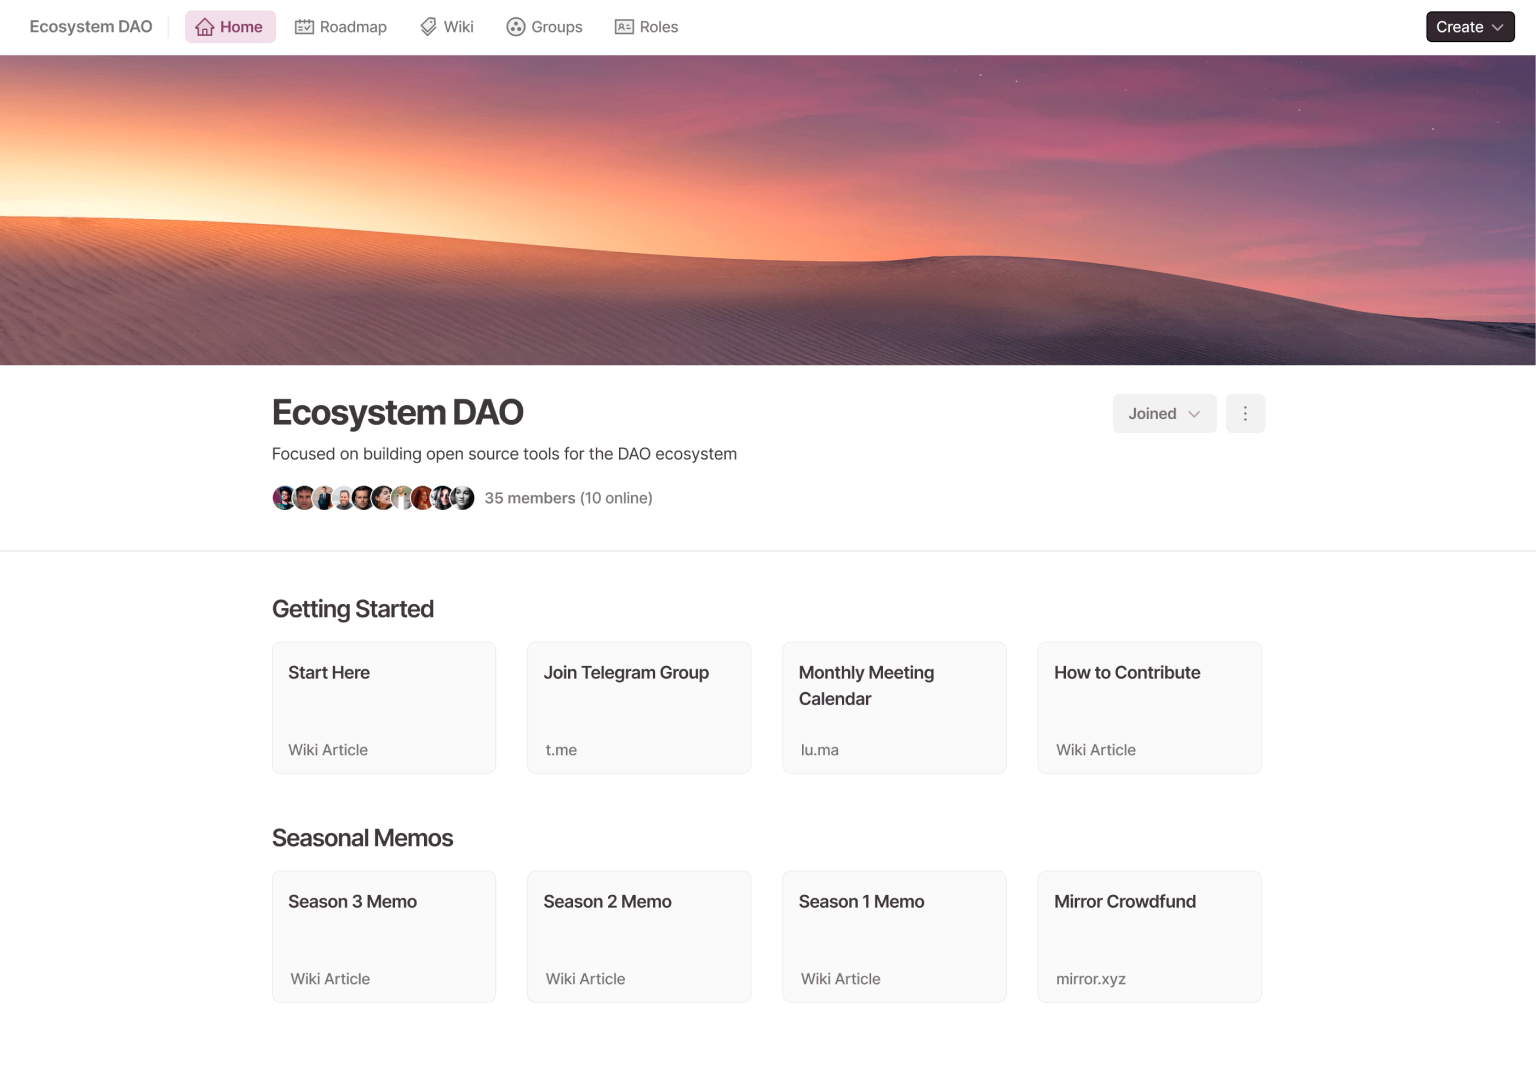 Ecosystem DAO
Home
Roadmap
Wiki
Groups
Roles
Create
Ecosystem DAO
Joined
Focused on building open source tools for the DAO ecosystem
35 members (10 online)
Getting Started
Start Here
Wiki Article
Join Telegram Group
t.me
Monthly Meeting
Calendar
lu.ma
How to Contribute
Wiki Article
Seasonal Memos
Season 3 Memo
Wiki Article
Season 2 Memo
Wiki Article
Season 1 Memo
Wiki Article
Mirror Crowdfund
mirror.xyz